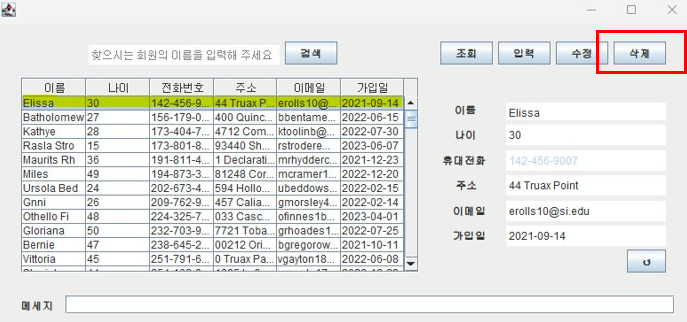 찾으시는 회원의 이름을 입력해 주세요 검색 조회 입력 수정 삭제
이름 나이 전화번호 주소 이메일 가입일
Elissa 30 142-456-9... 44 Truax P... erolls10@... 2021-09-14
Batholomew 27 156-179-0... 400 Quinc... bbentame... 2022-06-15
Kathye 28 173-404-7... 4712 Com... ktoolinb@... 2022-07-30
Rasla Stro 15 173-801-8... 93440 Sh... rstrodere... 2023-06-07
Maurits Rh 36 191-811-4... 1 Declarati... mrhydderc... 2021-12-23
Miles 49 194-873-3... 81248 Cor... mcramer1... 2022-12-20
Ursola Bed 24 202-673-4... 594 Hollo... ubeddows... 2022-02-15
Gnni 26 209-762-9... 457 Calia... gmorsley4... 2022-02-14
Othello Fi 48 224-325-7... 033 Casc... ofinnes1b... 2023-04-01
Gloriana 50 232-703-9... 7721 Toba... grhoades1... 2022-07-25
Bernie 47 238-645-2... 00212 Ori... bgregorow... 2021-10-11
Vittoria 45 251-791-6... 0 Truax Pa... vgayton18... 2022-06-08
이름 Elissa
나이 30
휴대전화 142-456-9007
주소 44 Truax Point
이메일 erolls10@si.edu
가입일 2021-09-14
메세지